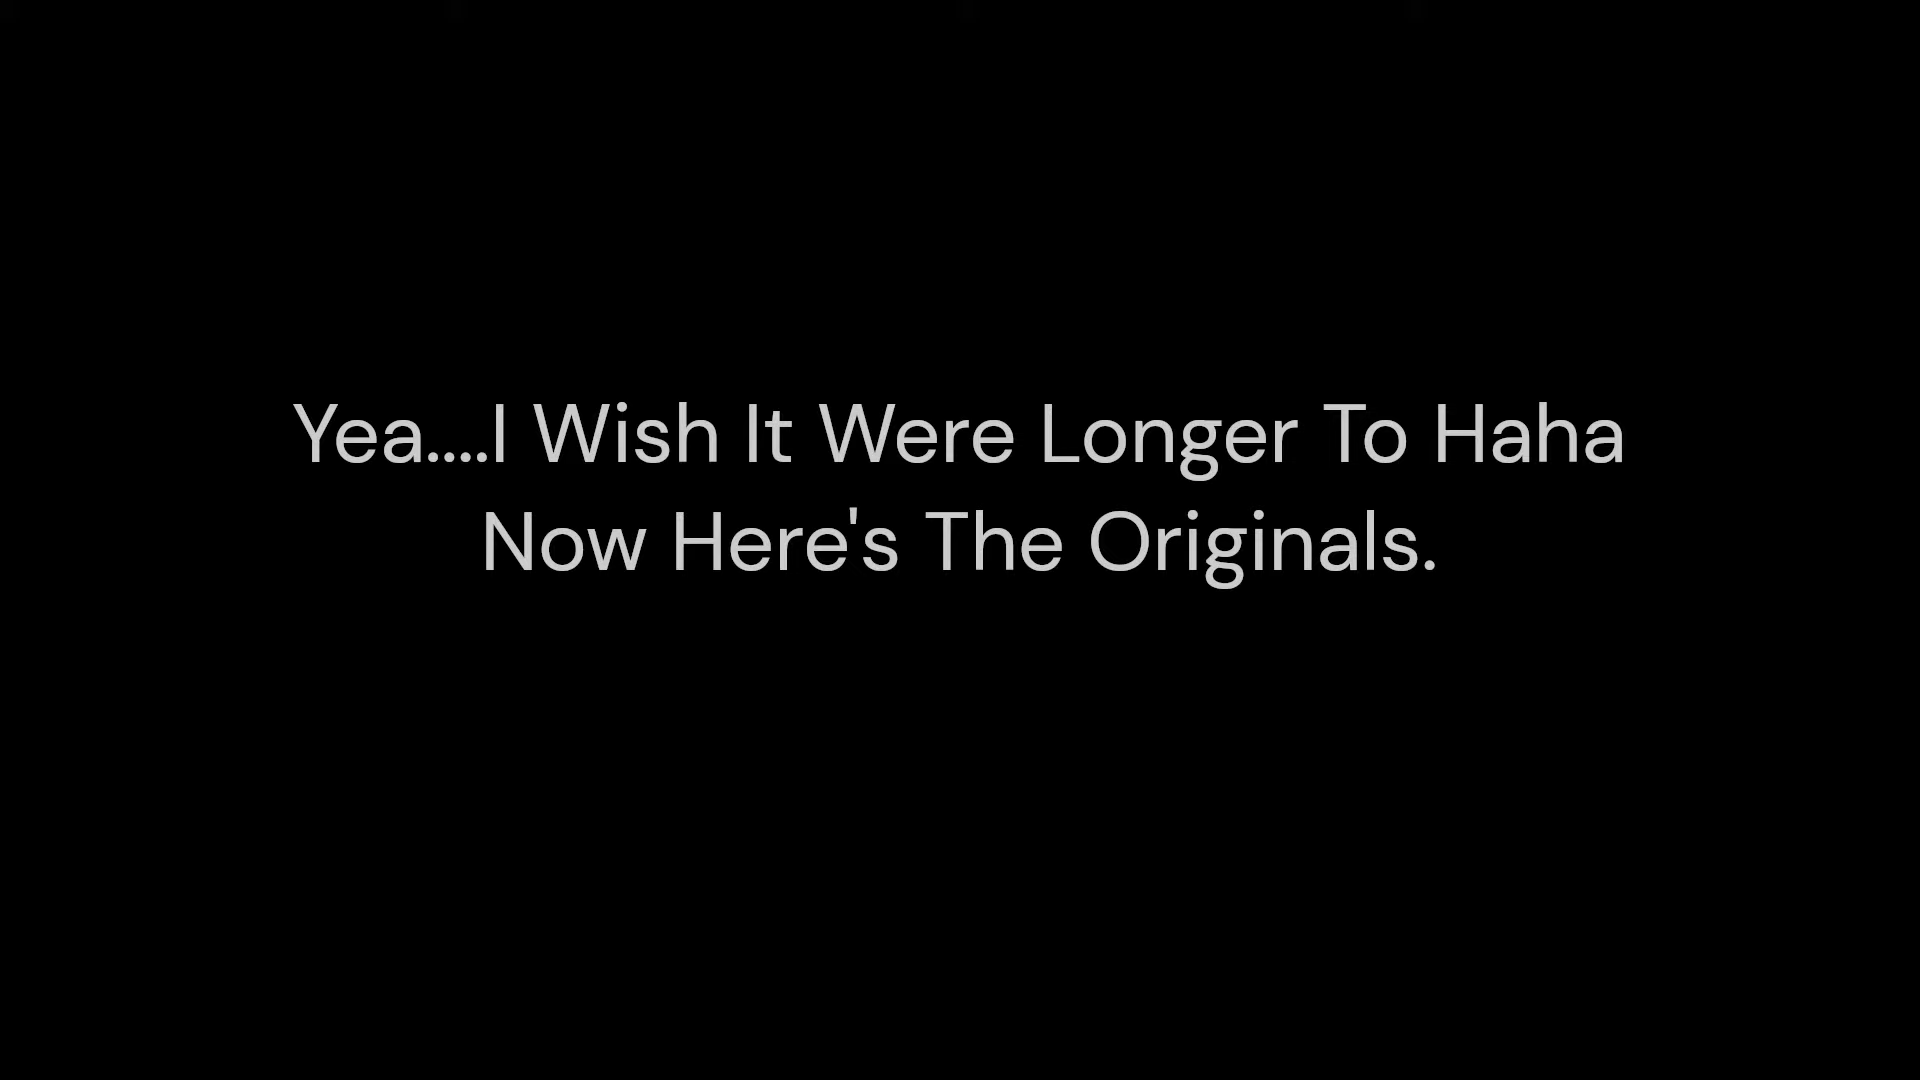 Yea....I Wish It Were Longer To Haha
Now Here's The Originals.